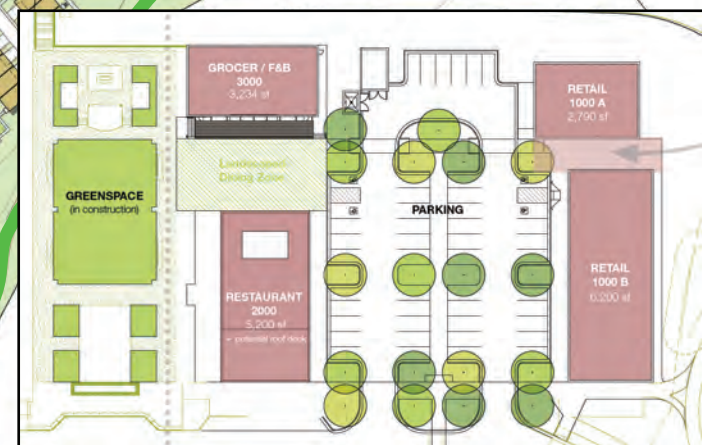 GROCER / F&B
3000
3,234 sf
RETAIL
1000 A
2,790 sf
Landscaped
Dining Zone
GREENSPACE
(in construction)
PARKING
RESTAURANT
2000
5,200 sf
+ potential roof deck
RETAIL
1000 B
6,200 sf